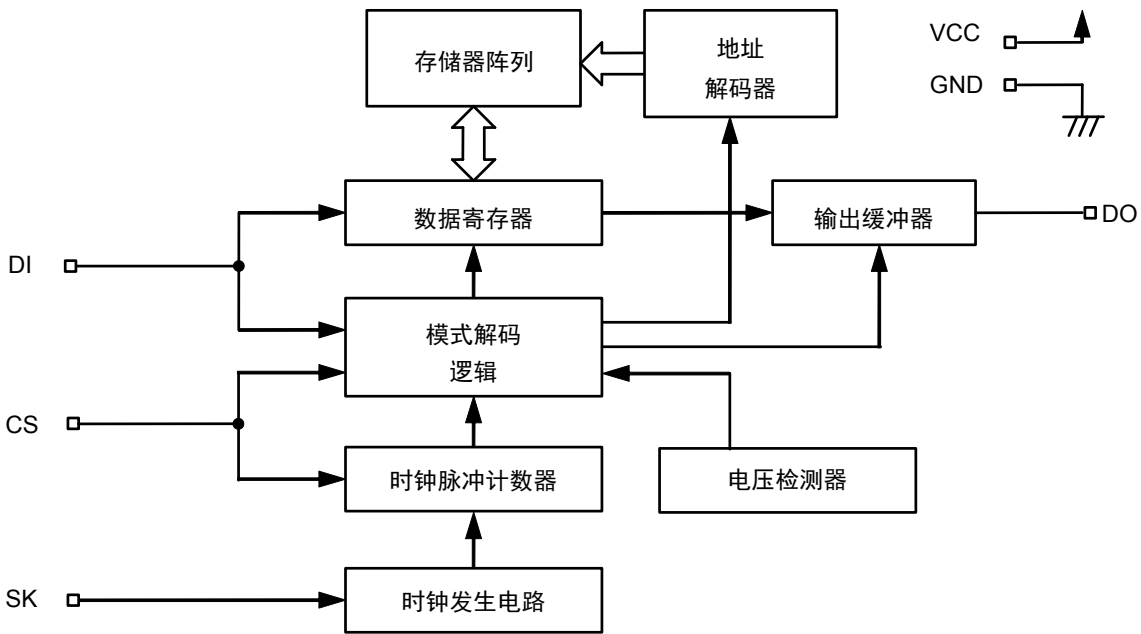 存储器阵列
地址
解码器
VCC
GND
数据寄存器
输出缓冲器
DO
DI
模式解码
逻辑
CS
时钟脉冲计数器
电压检测器
SK
时钟发生电路